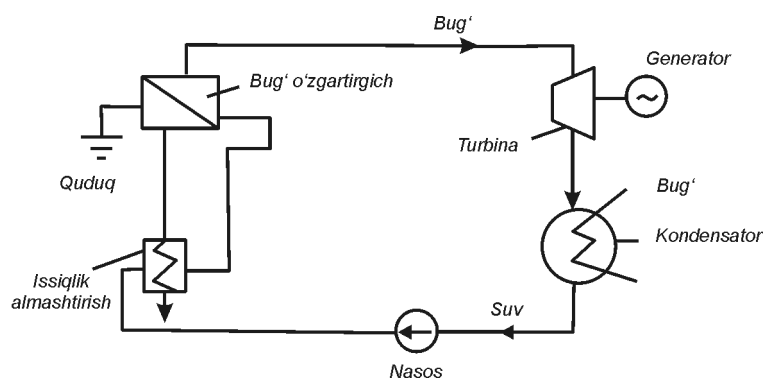 Bug‘
Generator
Bug‘ o‘zgartirgich
Turbina
Quduq
Bug‘
Kondensator
Issiqlik
almashtirish
Suv
Nasos